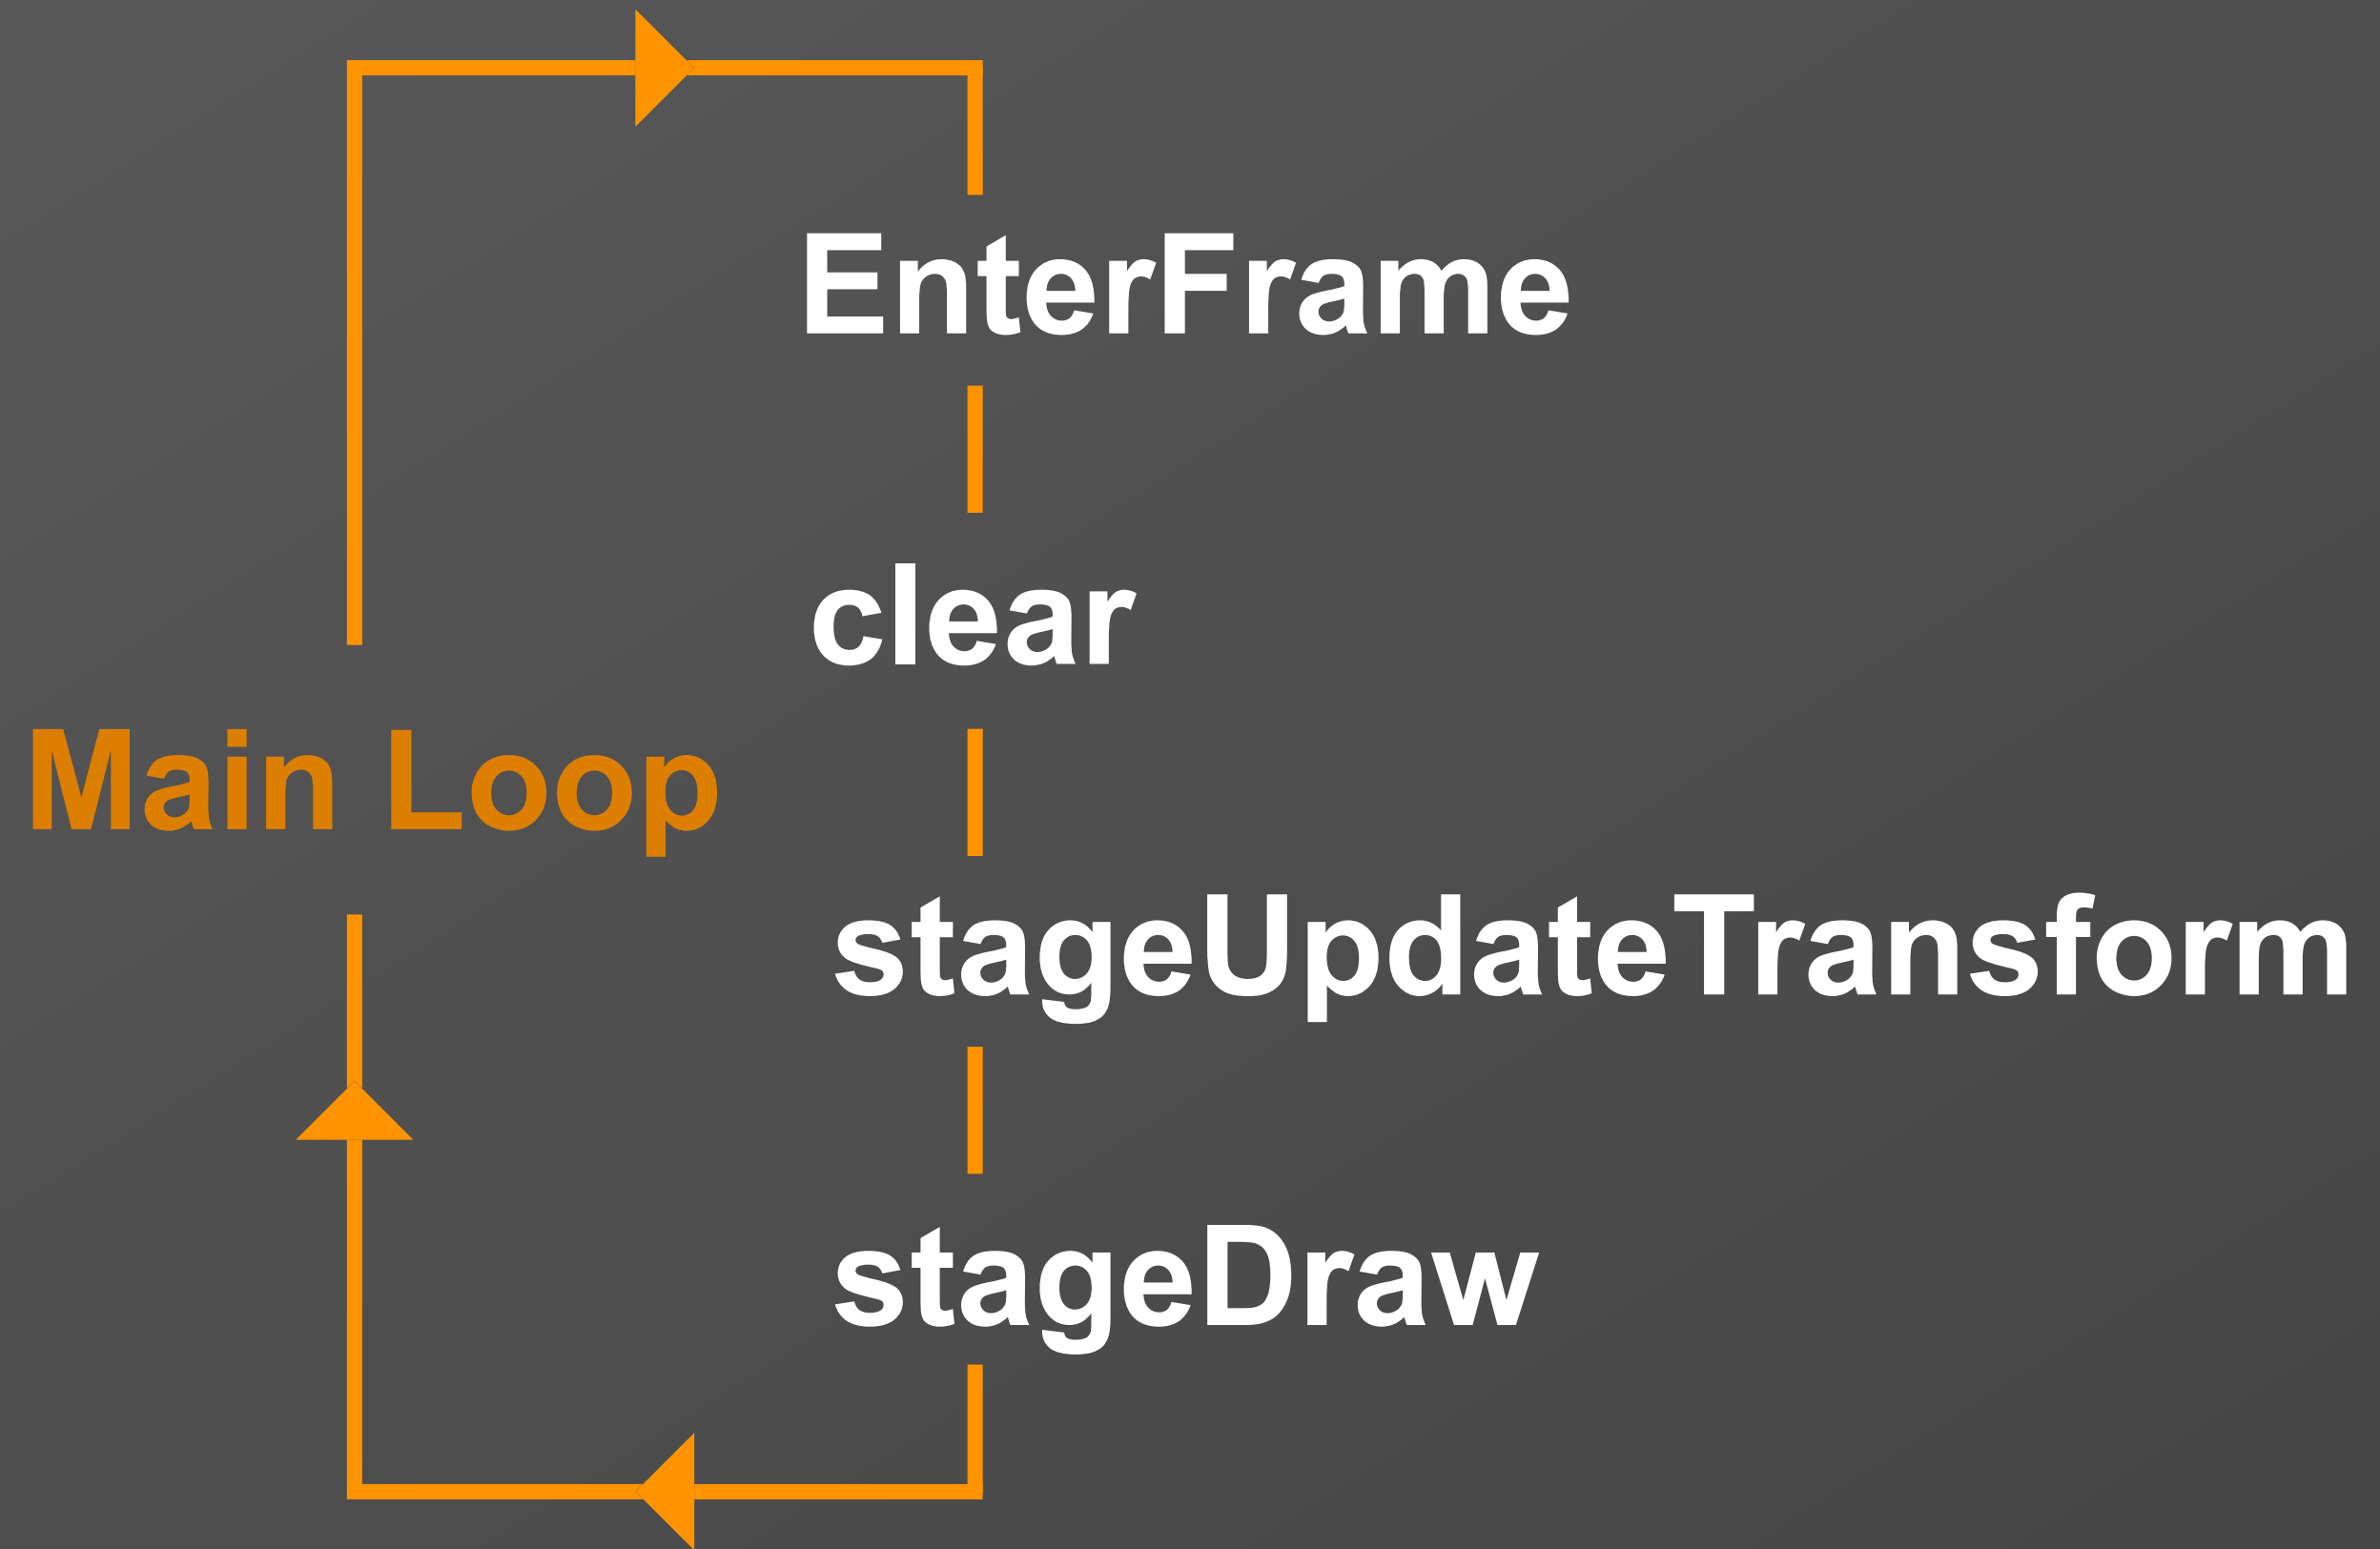 EnterFrame
clear
Main Loop
stageUpdateTransform
stageDraw